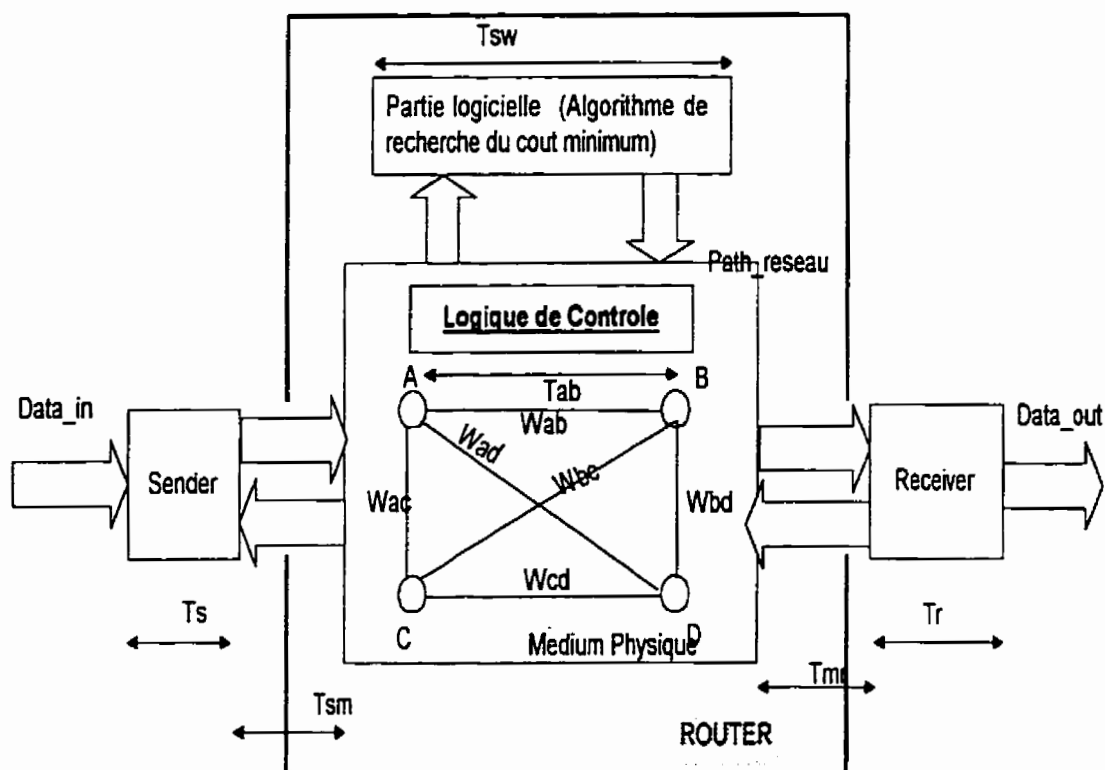 Tsw
Partie logicielle (Algorithme de
recherche du cout minimum)
Path_reseau
Logique de Controle
A
B
Tab
Data_in
Data_out
Wab
Wad
Wbc
Sender
Receiver
Wac
Wbd
Wcd
Ts
Tr
C
D
Medium Physique
Tmr
Tsm
ROUTER